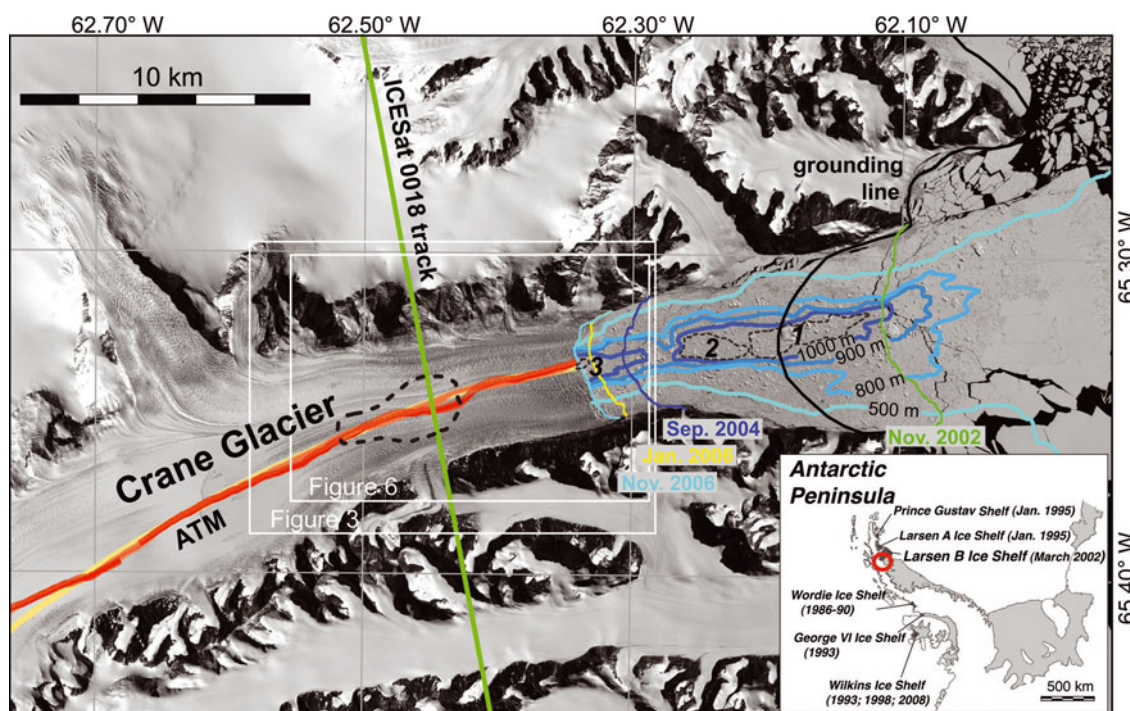 62.70° W
62.50° W
62.30° W
62.10° W
10 km
ICESat 0018 track
grounding
line
65.30° W
1
2
3
1000 m
900 m
800 m
500 m
Sep. 2004
Jan. 2006
Nov. 2006
Nov. 2002
Crane Glacier
ATM
Figure 6
Figure 3
65.40° W
Antarctic
Peninsula
Prince Gustav Shelf (Jan. 1995)
Larsen A Ice Shelf (Jan. 1995)
Larsen B Ice Shelf (March 2002)
Wordie Ice Shelf
(1986-90)
George VI Ice Shelf
(1993)
Wilkins Ice Shelf
(1993; 1998; 2008)
500 km